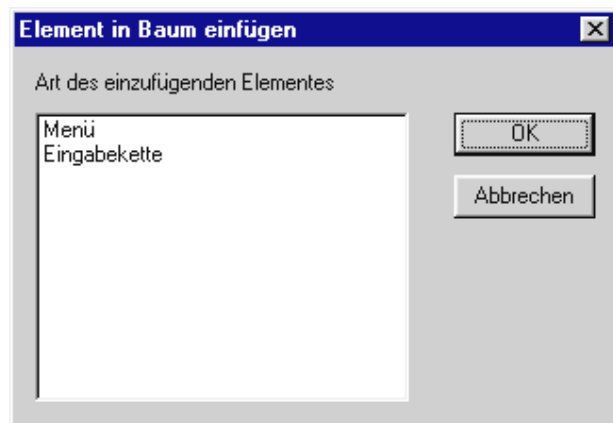 Element in Baum einfügen
Art des einzufügenden Elementes
Menü
Eingabekette
OK
Abbrechen